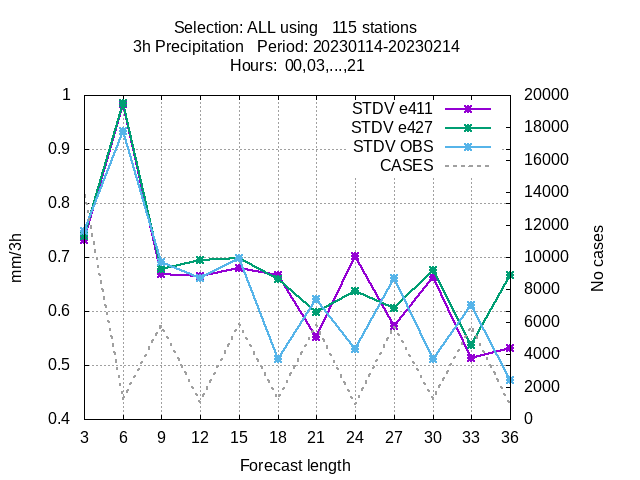 Selection: ALL using   115 stations
3h Precipitation   Period: 20230114-20230214
Hours:  00,03,...,21
STDV e411
STDV e427
STDV OBS
CASES
1
0.9
0.8
0.7
0.6
0.5
0.4
mm/3h
20000
18000
16000
14000
12000
10000
8000
6000
4000
2000
0
No cases
3 6 9 12 15 18 21 24 27 30 33 36
Forecast length